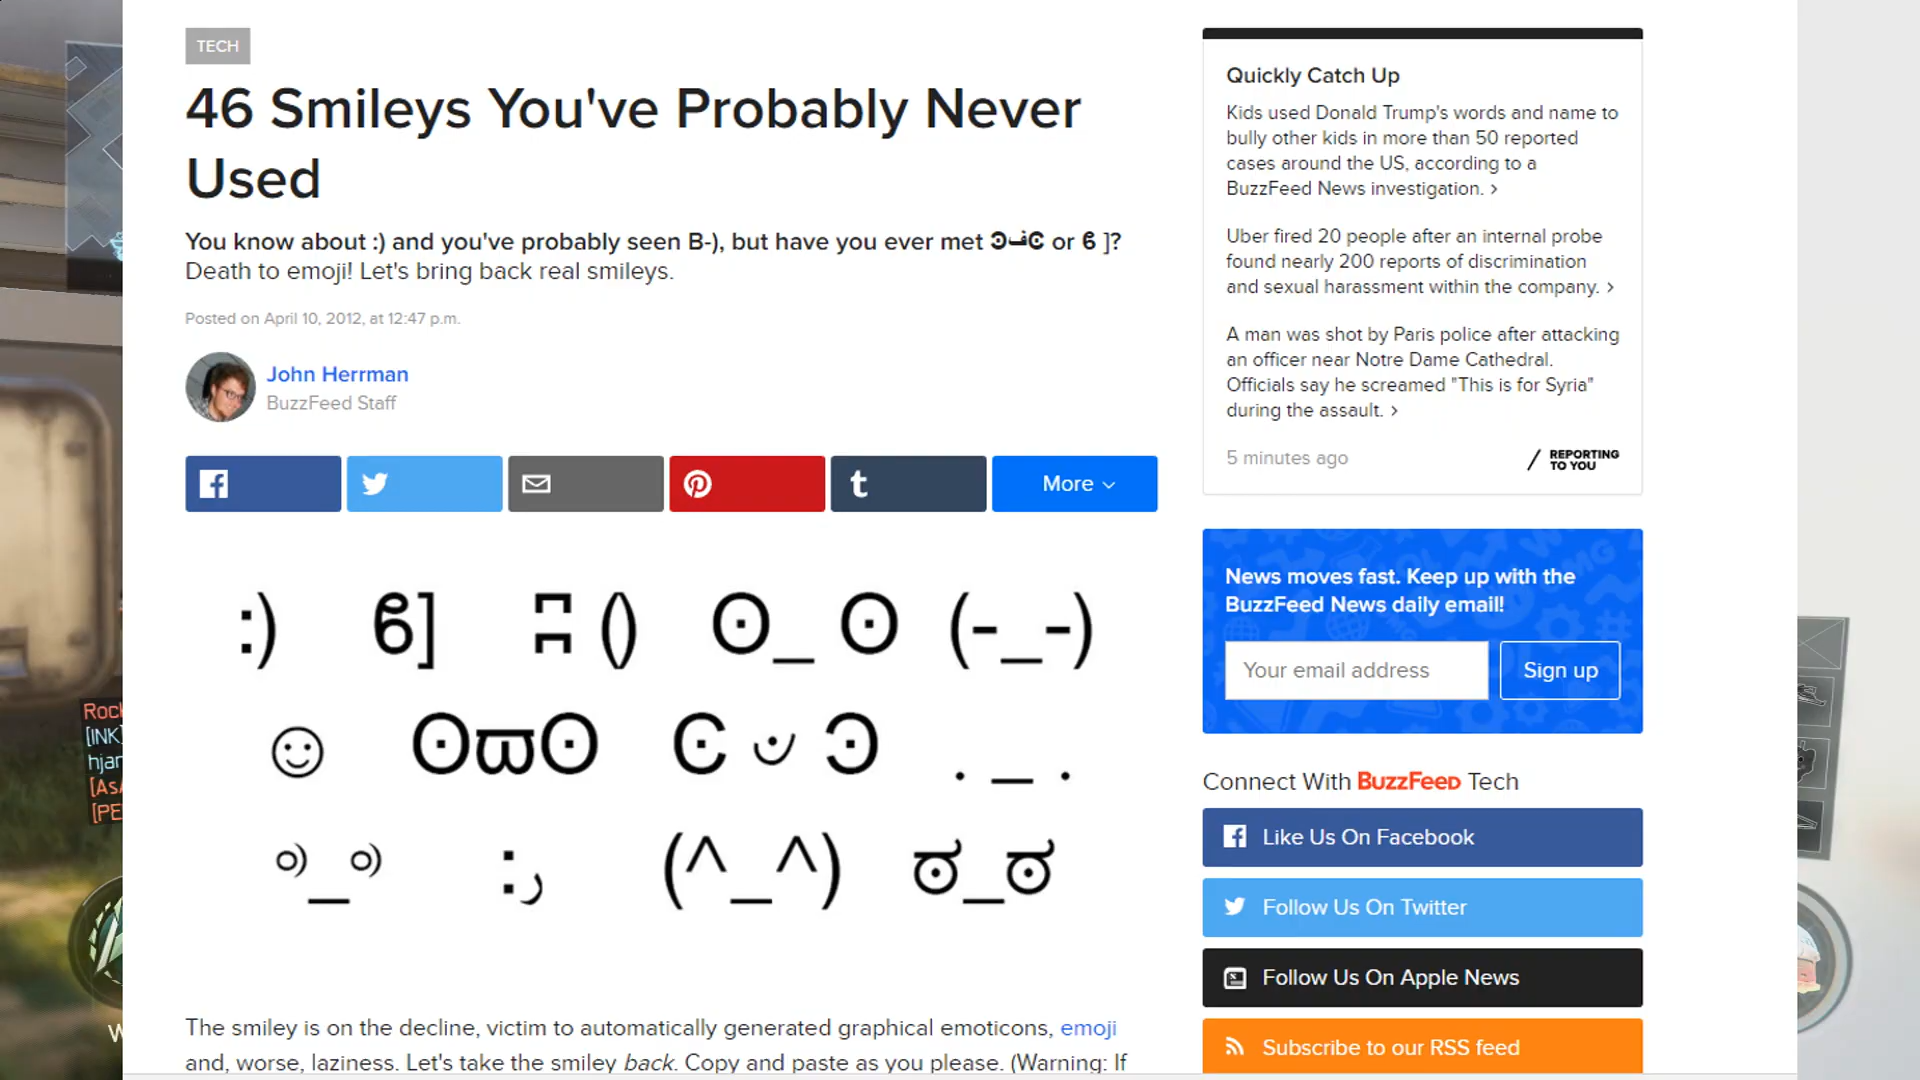 TECH
46 Smileys You've Probably Never
Used
You know about :) and you've probably seen B-), but have you ever met or 6 ]?
Death to emoji! Let's bring back real smileys.
Posted on April 10, 2012, at 12:47 p.m.
John Herrman
BuzzFeed Staff
More
:) 6] () ʘ_ʘ (-_-)
☺ ʘϖʘ . _ .
(^_^) ಠ_ಠ
The smiley is on the decline, victim to automatically generated graphical emoticons, emoji
and, worse, laziness. Let's take the smiley back. Copy and paste as you please. (Warning: If
Quickly Catch Up
Kids used Donald Trump's words and name to
bully other kids in more than 50 reported
cases around the US, according to a
BuzzFeed News investigation. ›
Uber fired 20 people after an internal probe
found nearly 200 reports of discrimination
and sexual harassment within the company. ›
A man was shot by Paris police after attacking
an officer near Notre Dame Cathedral.
Officials say he screamed "This is for Syria"
during the assault. ›
5 minutes ago
REPORTING
TO YOU
News moves fast. Keep up with the
BuzzFeed News daily email!
Your email address
Sign up
Connect With BuzzFeed Tech
Like Us On Facebook
Follow Us On Twitter
Follow Us On Apple News
Subscribe to our RSS feed
Rock
[INK]
hjam
[AsA
[PE